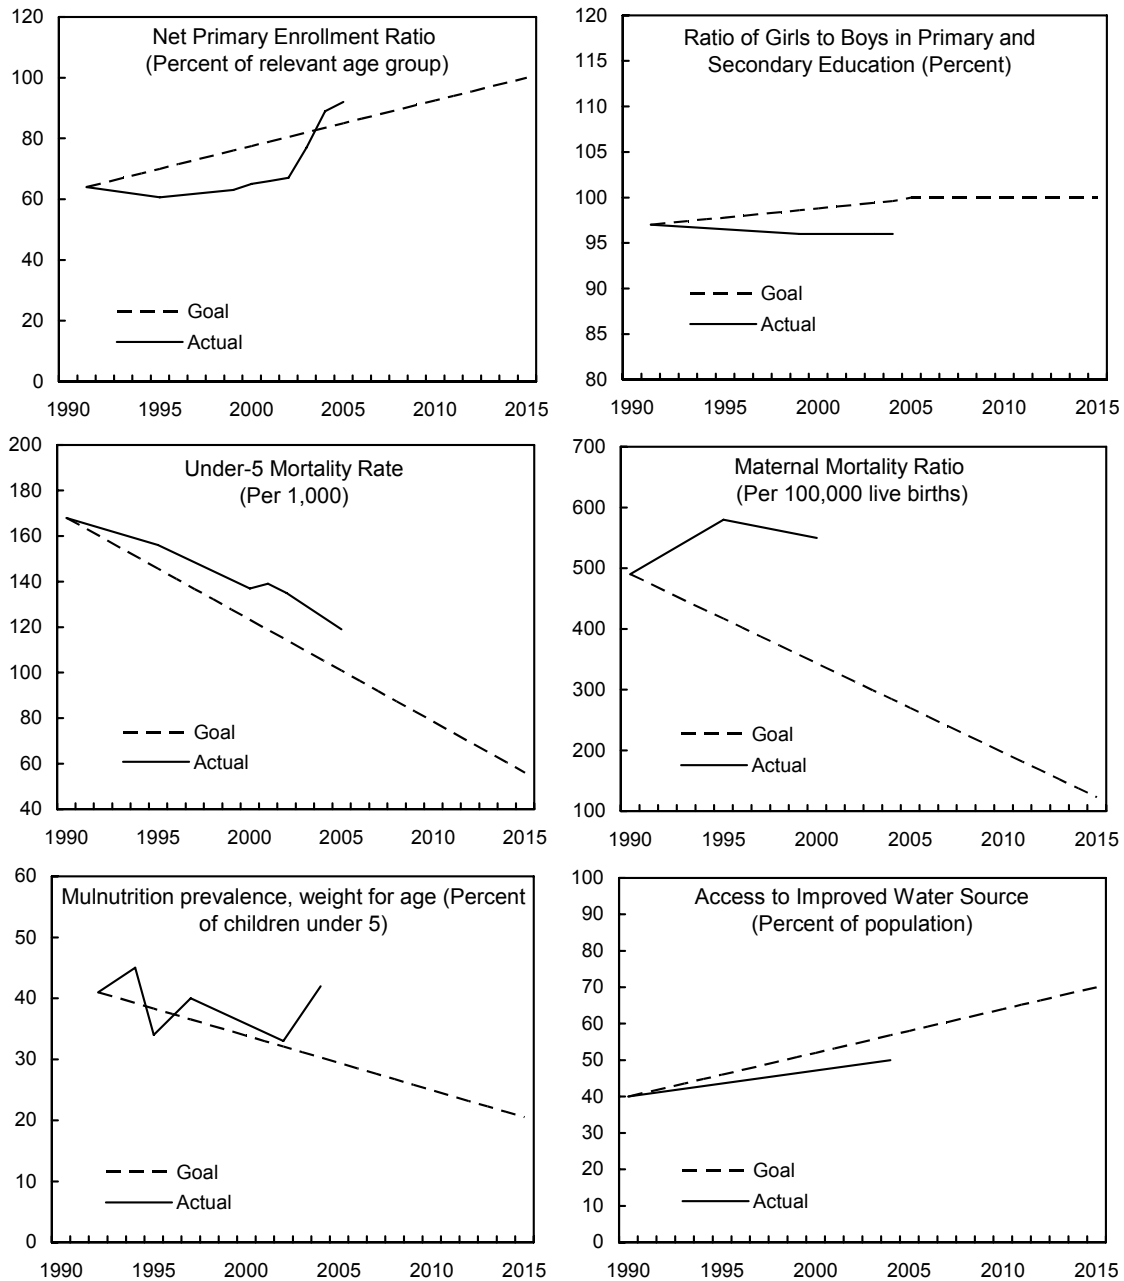 Net Primary Enrollment Ratio
(Percent of relevant age group)
120
100
80
60
40
20
0
Goal
Actual
1990 1995 2000 2005 2010 2015
Ratio of Girls to Boys in Primary and
Secondary Education (Percent)
120
115
110
105
100
95
90
85
80
Goal
Actual
1990 1995 2000 2005 2010 2015
Under-5 Mortality Rate
(Per 1,000)
200
180
160
140
120
100
80
60
40
Goal
Actual
1990 1995 2000 2005 2010 2015
Maternal Mortality Ratio
(Per 100,000 live births)
700
600
500
400
300
200
100
Goal
Actual
1990 1995 2000 2005 2010 2015
Mulnutrition prevalence, weight for age (Percent
of children under 5)
60
50
40
30
20
10
0
Goal
Actual
1990 1995 2000 2005 2010 2015
Access to Improved Water Source
(Percent of population)
100
90
80
70
60
50
40
30
20
10
0
Goal
Actual
1990 1995 2000 2005 2010 2015